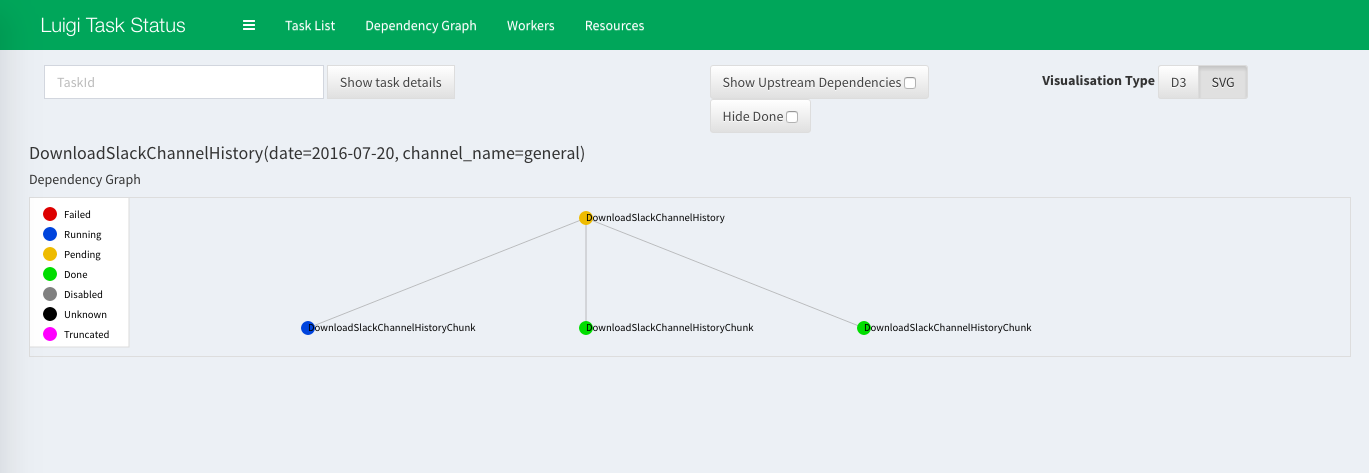 Luigi Task Status
Task List
Dependency Graph
Workers
Resources
TaskId
Show task details
Show Upstream Dependencies
Hide Done
Visualisation Type
D3
SVG
DownloadSlackChannelHistory(date=2016-07-20, channel_name=general)
Dependency Graph
Failed
Running
Pending
Done
Disabled
Unknown
Truncated
DownloadSlackChannelHistory
DownloadSlackChannelHistoryChunk
DownloadSlackChannelHistoryChunk
DownloadSlackChannelHistoryChunk